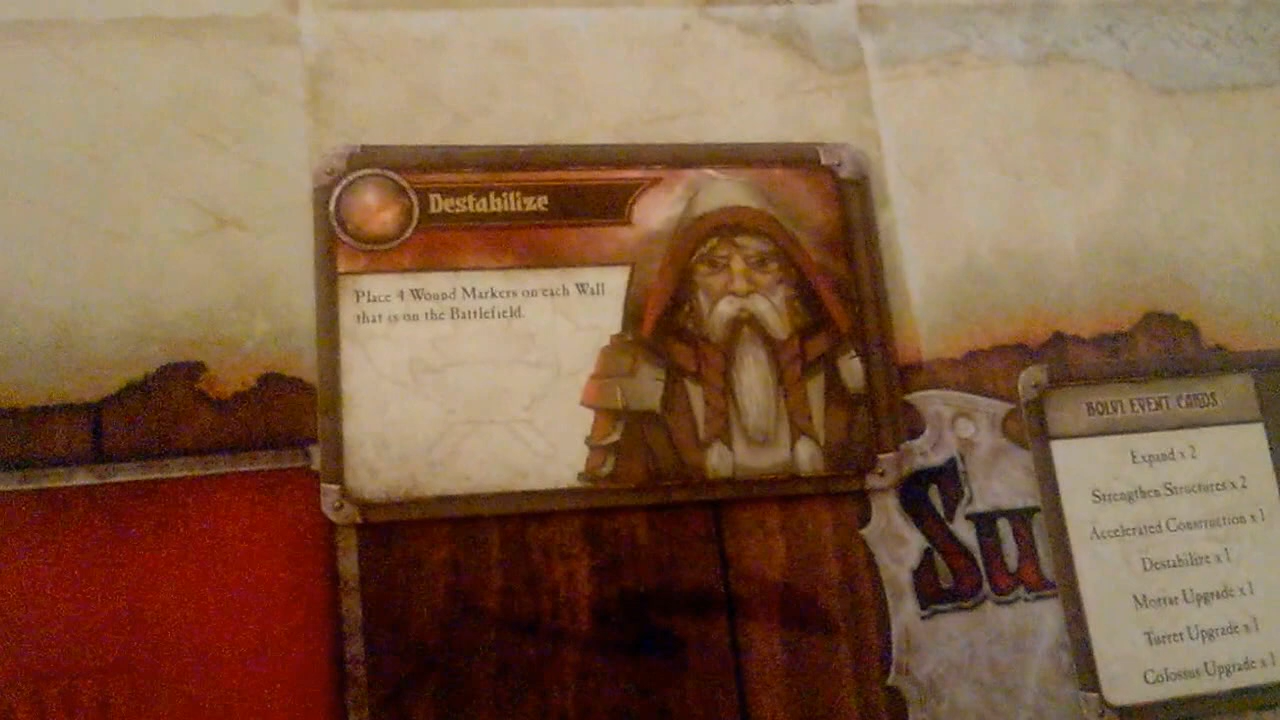 Destabilize
Place 4 Wound Markers on each Wall
that is on the Battlefield.
Su
BOLVI EVENT CARDS
Expand x 2
Strengthen Structures x 2
Accelerated Construction x 1
Destabilize x 1
Mortar Upgrade x 1
Turret Upgrade x 1
Colossus Upgrade x 1